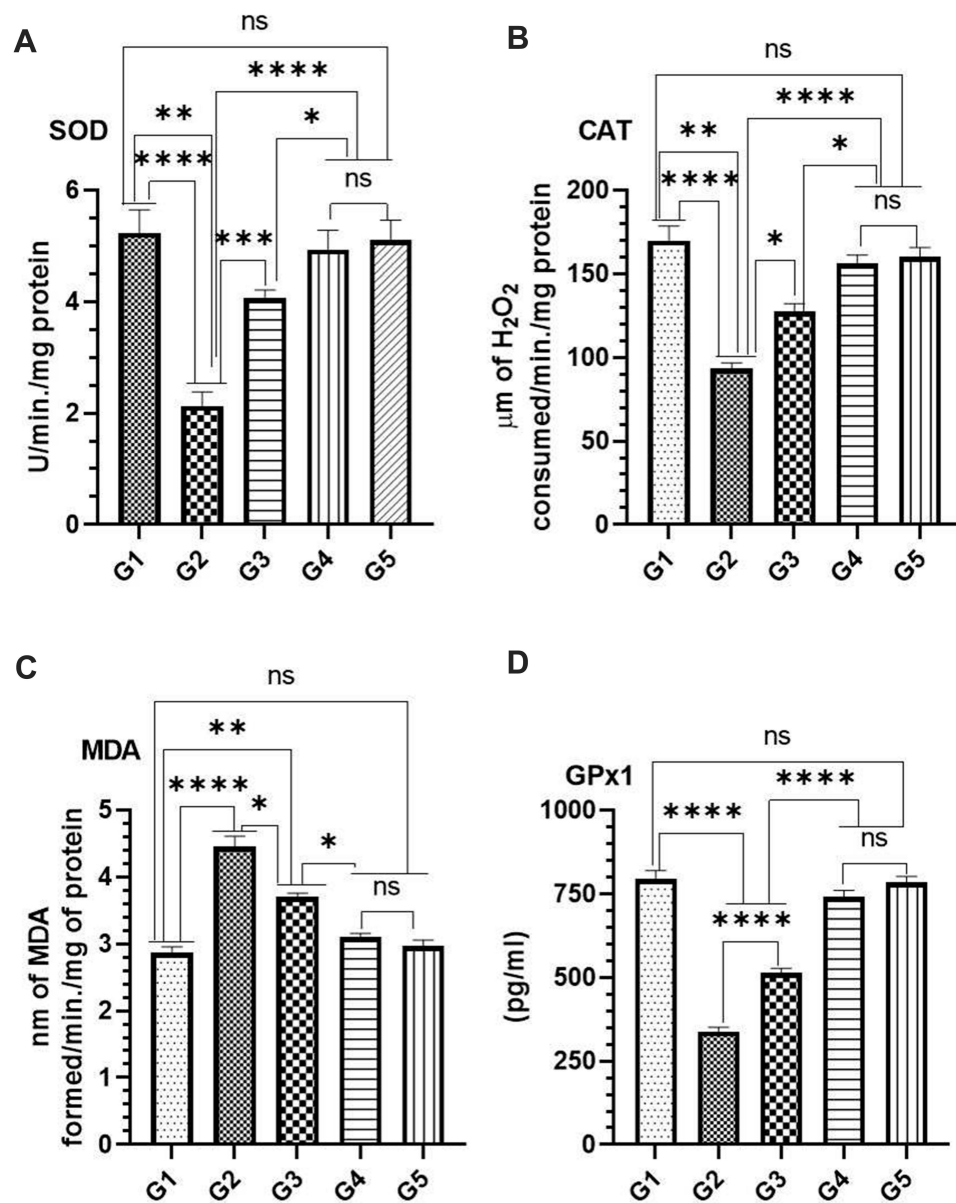 A
ns
****
**
*
SOD
****
ns
***
6
4
2
0
U/min./mg protein
G1 G2 G3 G4 G5
B
ns
****
**
*
CAT
****
ns
*
200
150
100
50
0
μm of H₂O₂
consumed/min./mg protein
G1 G2 G3 G4 G5
C
ns
**
MDA
****
*
*
ns
5
4
3
2
1
0
nm of MDA
formed/min./mg of protein
G1 G2 G3 G4 G5
D
ns
GPx1
****
****
ns
****
1000
750
500
250
0
(pg/ml)
G1 G2 G3 G4 G5